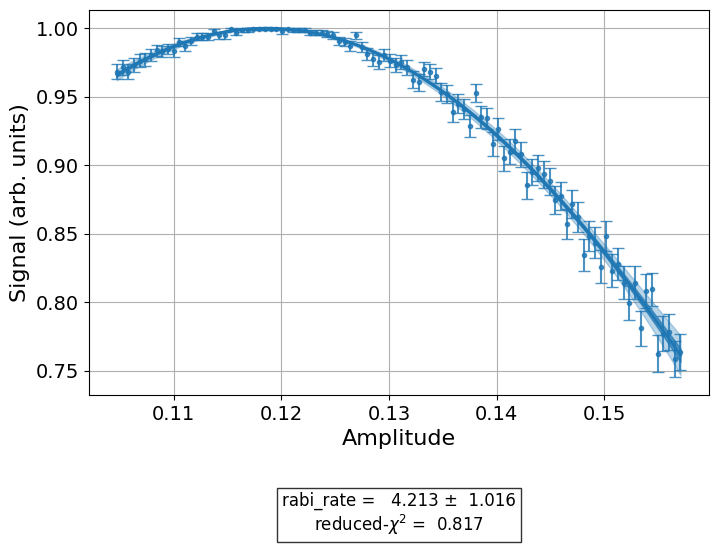 1.00
0.95
0.90
0.85
0.80
0.75
Signal (arb. units)
0.11 0.12 0.13 0.14 0.15
Amplitude
rabi_rate = 4.213 ± 1.016
reduced-χ² = 0.817